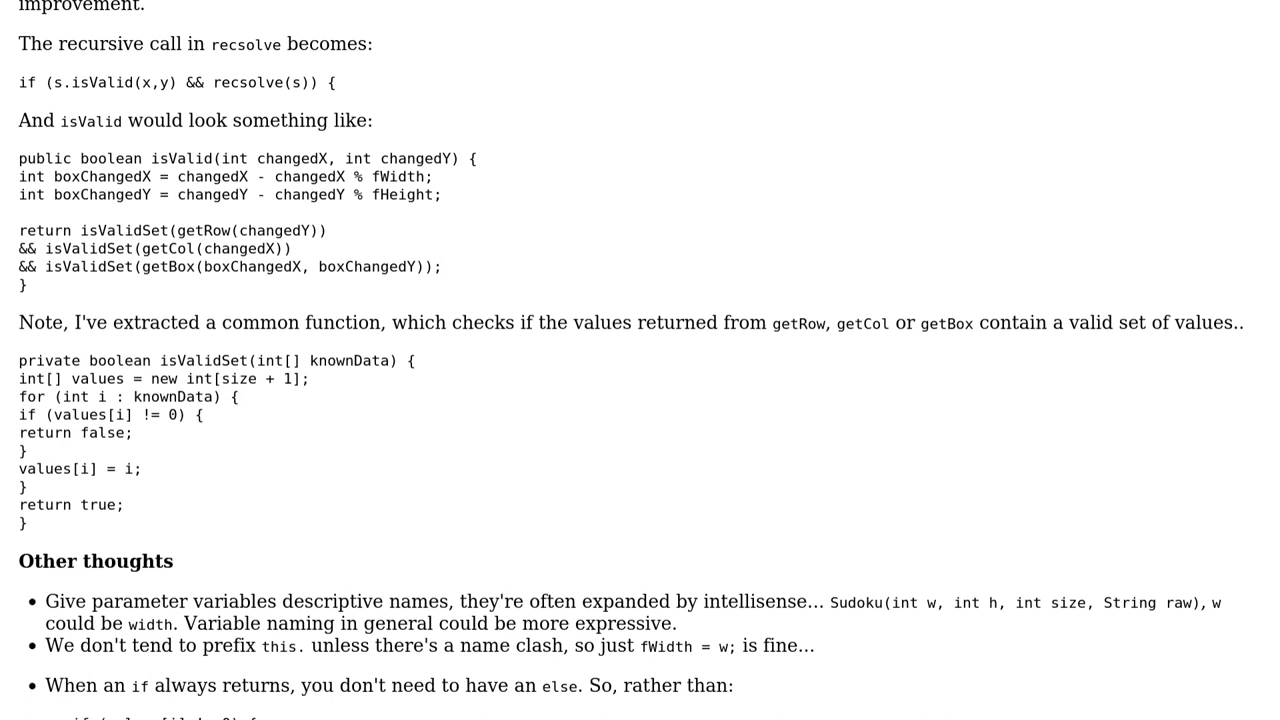 improvement.
The recursive call in recsolve becomes:
if (s.isValid(x,y) && recsolve(s)) {
And isValid would look something like:
public boolean isValid(int changedX, int changedY) {
int boxChangedX = changedX - changedX % fWidth;
int boxChangedY = changedY - changedY % fHeight;
return isValidSet(getRow(changedY))
&& isValidSet(getCol(changedX))
&& isValidSet(getBox(boxChangedX, boxChangedY));
}
Note, I've extracted a common function, which checks if the values returned from getRow, getCol or getBox contain a valid set of values..
private boolean isValidSet(int[] knownData) {
int[] values = new int[size + 1];
for (int i : knownData) {
if (values[i] != 0) {
return false;
}
values[i] = i;
}
return true;
}
Other thoughts
• Give parameter variables descriptive names, they're often expanded by intellisense... Sudoku(int w, int h, int size, String raw), w
could be width. Variable naming in general could be more expressive.
• We don't tend to prefix this. unless there's a name clash, so just fWidth = w; is fine...
• When an if always returns, you don't need to have an else. So, rather than:
if (values[i] != 0) {